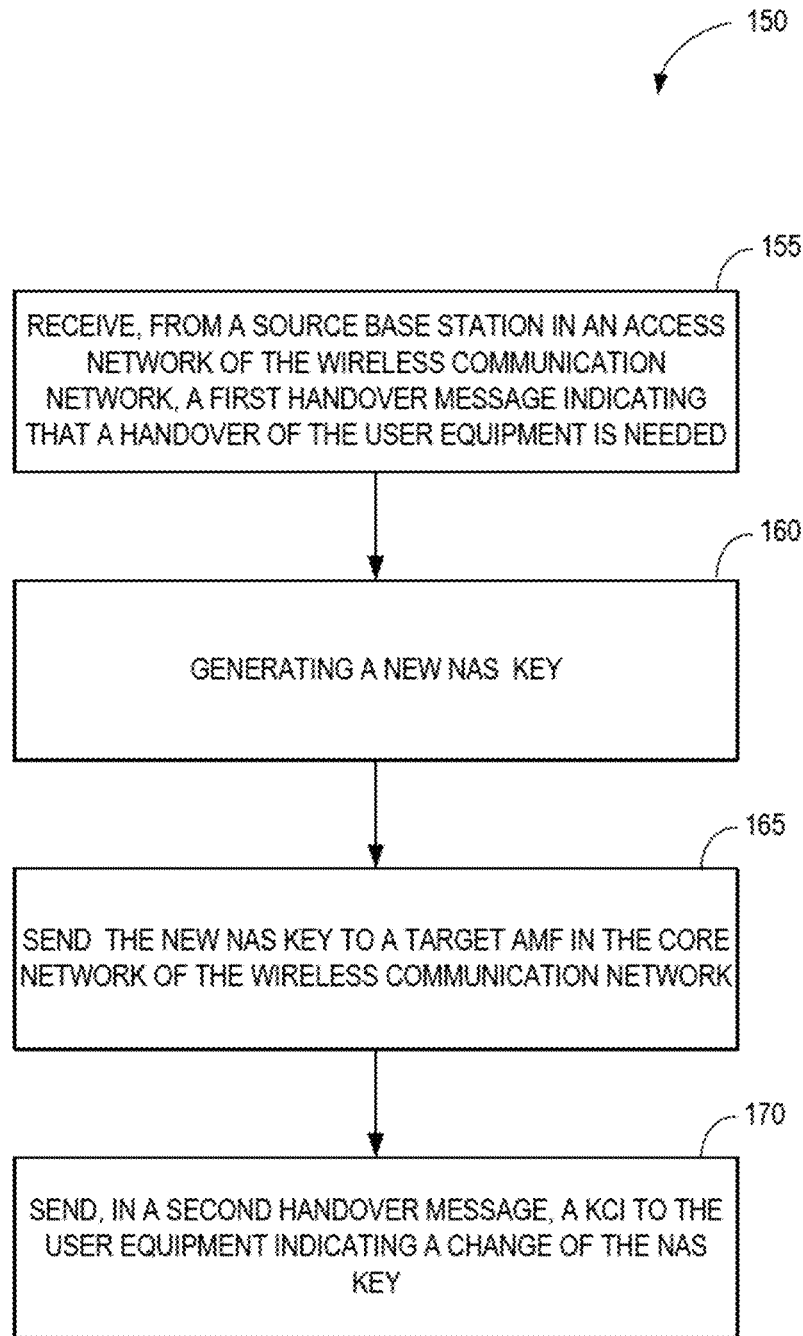 150
155
RECEIVE, FROM A SOURCE BASE STATION IN AN ACCESS
NETWORK OF THE WIRELESS COMMUNICATION
NETWORK, A FIRST HANDOVER MESSAGE INDICATING
THAT A HANDOVER OF THE USER EQUIPMENT IS NEEDED
160
GENERATING A NEW NAS KEY
165
SEND THE NEW NAS KEY TO A TARGET AMF IN THE CORE
NETWORK OF THE WIRELESS COMMUNICATION NETWORK
170
SEND, IN A SECOND HANDOVER MESSAGE, A KCI TO THE
USER EQUIPMENT INDICATING A CHANGE OF THE NAS
KEY